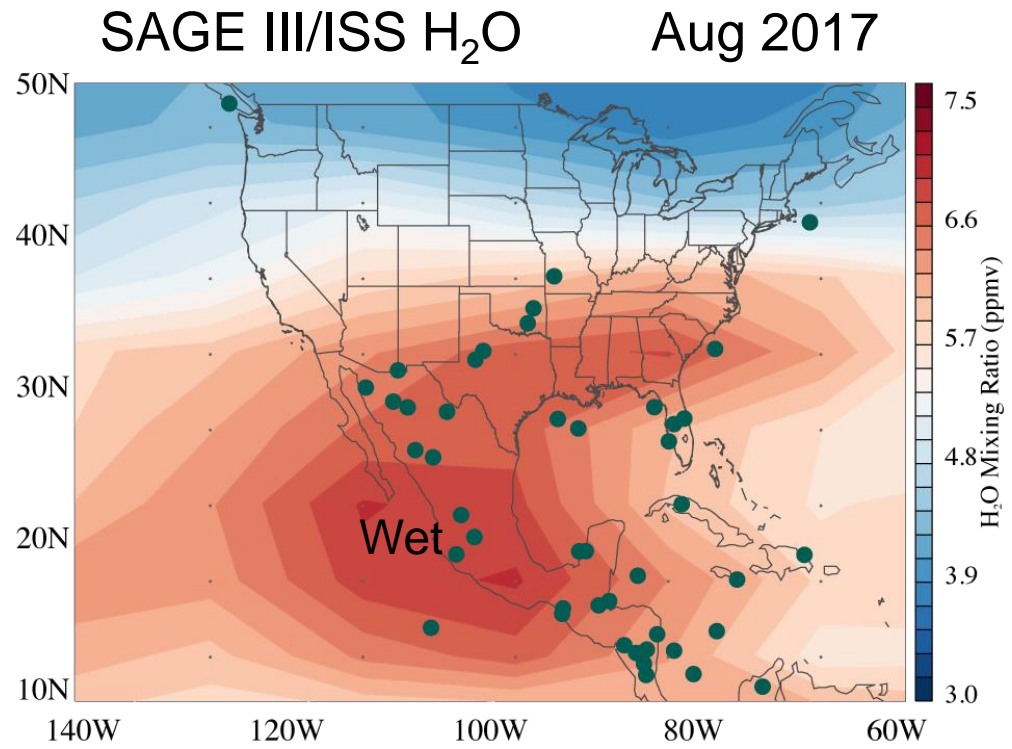 SAGE III/ISS H₂O Aug 2017
50N
40N
30N
20N
10N
140W 120W 100W 80W 60W
Wet
7.5
6.6
5.7
4.8
3.9
3.0
H₂O Mixing Ratio (ppmv)